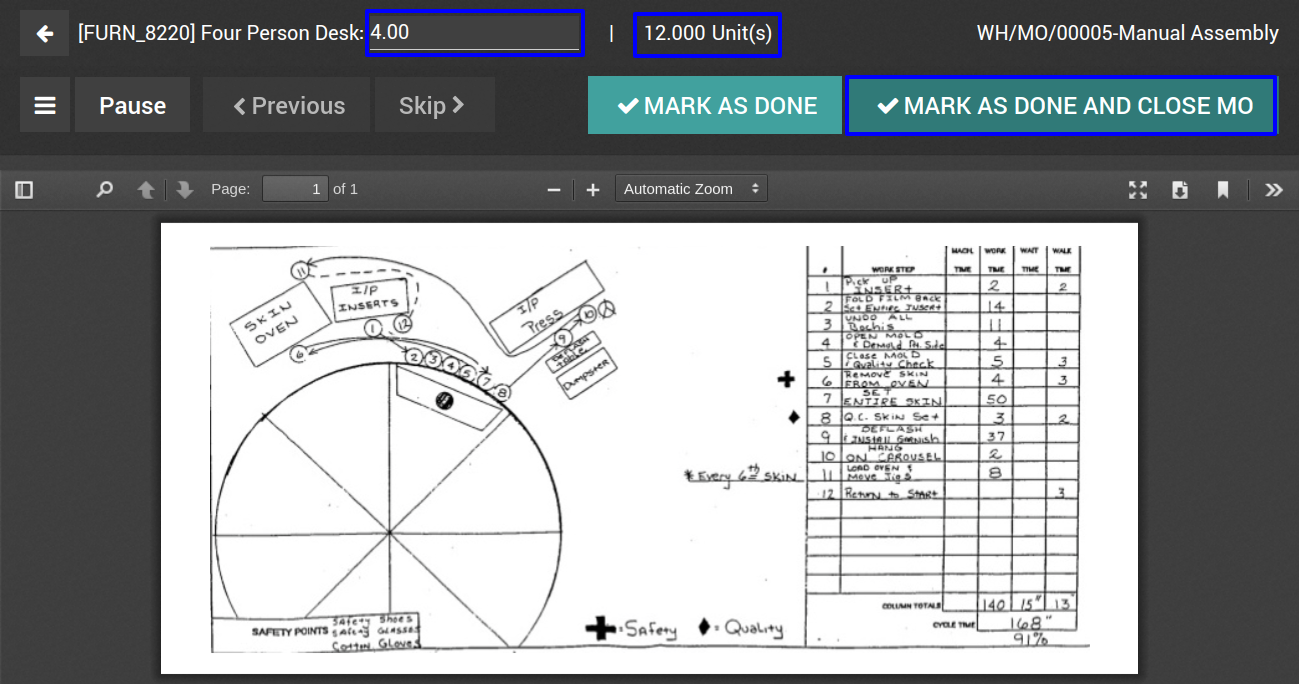 [FURN_8220] Four Person Desk: 4.00 | 12.000 Unit(s) WH/MO/00005-Manual Assembly
Pause Previous Skip MARK AS DONE MARK AS DONE AND CLOSE MO
Page: 1 of 1 Automatic Zoom
11
SKIN OVEN
I/P INSERTS
I/P Press
1 12
6
2 3 4 5 7 8
9 10
Dumpster
* Every 6th SKIN
SAFETY POINTS
SAfety Shoes
SAfety GLASSES
COTTON Gloves
= Safety = Quality
# WORK STEP MACH. TIME WORK TIME WAIT TIME WALK TIME
1 Pick UP INSERt 2 2
2 FOLD FILM BACK Set ENTIRE INSERt 14
3 UNDO ALL Bochis 11
4 OPEN MOLD & Demold Pn. Side 4
5 Close MOLD & Quality Check 5 3
6 Remove SKIN FROM OVEN 4 3
7 SET ENTIRE SKIN 50
8 Q.C. SKIN Set 3 2
9 DEFLASH & INStAll GARNISH 37
10 HANG ON CAROUSEL 2
11 LOAD OVEN & Move JigS 8
12 Return to StARt 3
COLUMN TOTALS 140 15" 13
CYCLE TIME 168"
91%